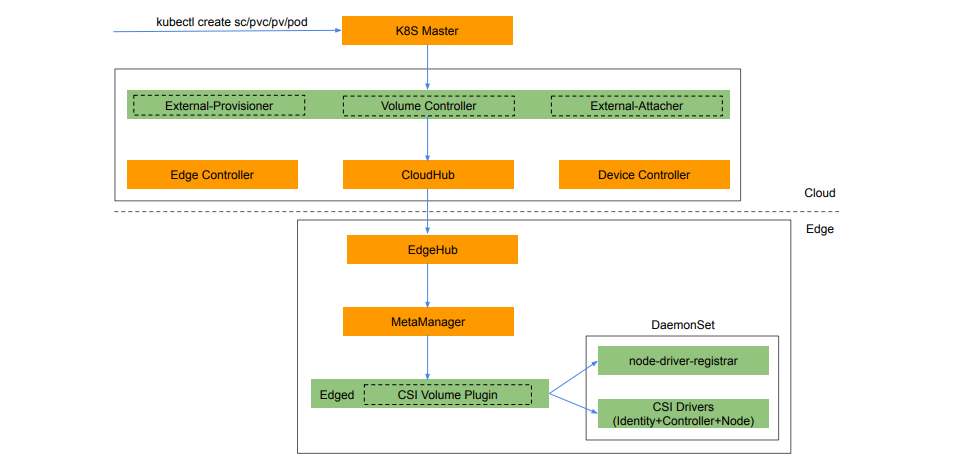 kubectl create sc/pvc/pv/pod
K8S Master
External-Provisioner
Volume Controller
External-Attacher
Edge Controller
CloudHub
Device Controller
Cloud
Edge
EdgeHub
MetaManager
DaemonSet
node-driver-registrar
Edged
CSI Volume Plugin
CSI Drivers
(Identity+Controller+Node)